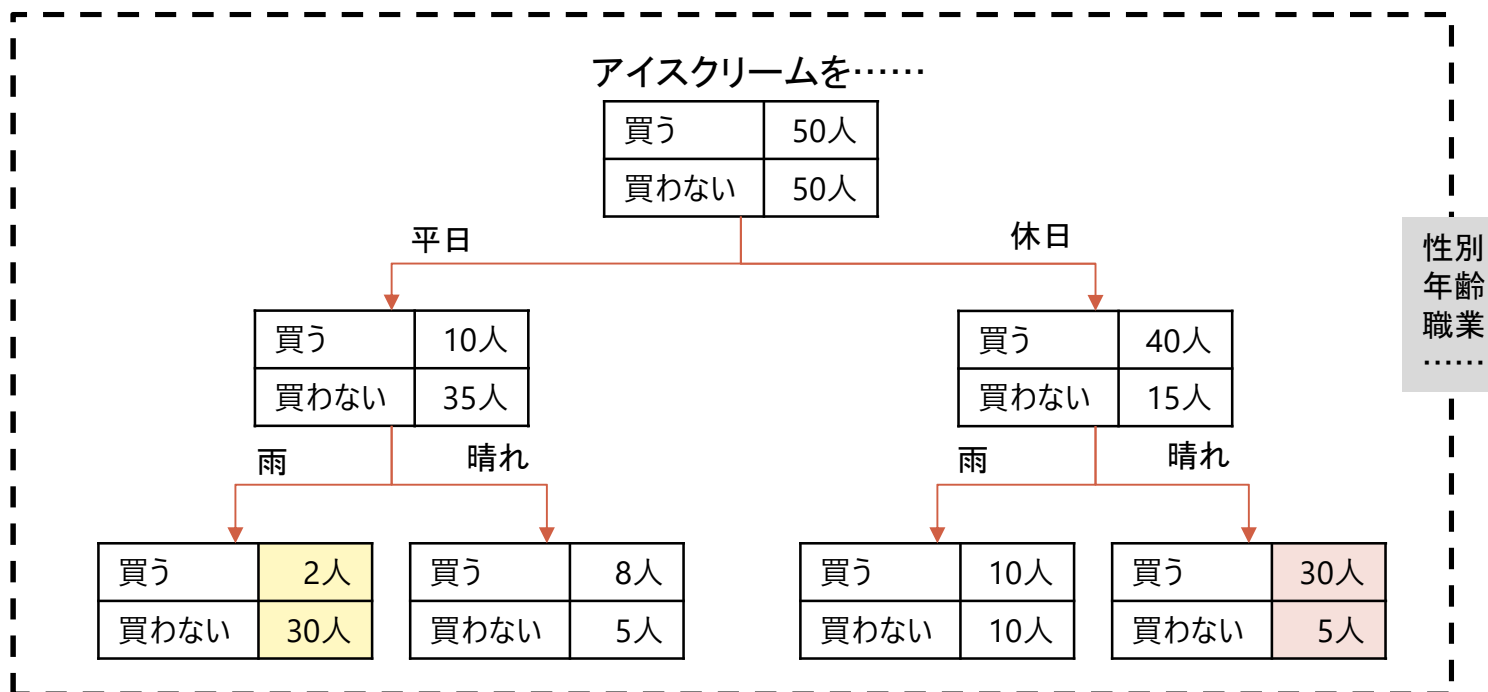 アイスクリームを……
買う 50人
買わない 50人
平日 休日
性別
年齢
職業
……
買う 10人
買わない 35人
買う 40人
買わない 15人
雨 晴れ
雨 晴れ
買う 2人
買わない 30人
買う 8人
買わない 5人
買う 10人
買わない 10人
買う 30人
買わない 5人